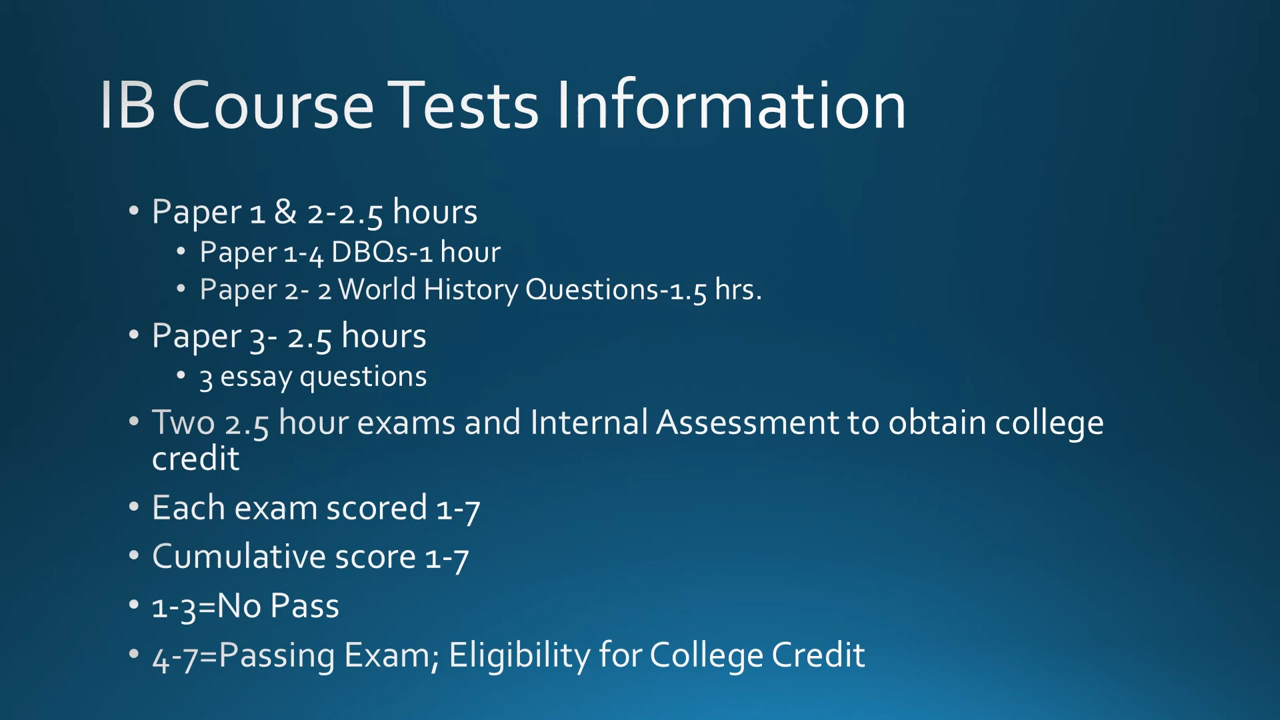 IB Course Tests Information
• Paper 1 & 2-2.5 hours
• Paper 1-4 DBQs-1 hour
• Paper 2- 2 World History Questions-1.5 hrs.
• Paper 3- 2.5 hours
• 3 essay questions
• Two 2.5 hour exams and Internal Assessment to obtain college
credit
• Each exam scored 1-7
• Cumulative score 1-7
• 1-3=No Pass
• 4-7=Passing Exam; Eligibility for College Credit